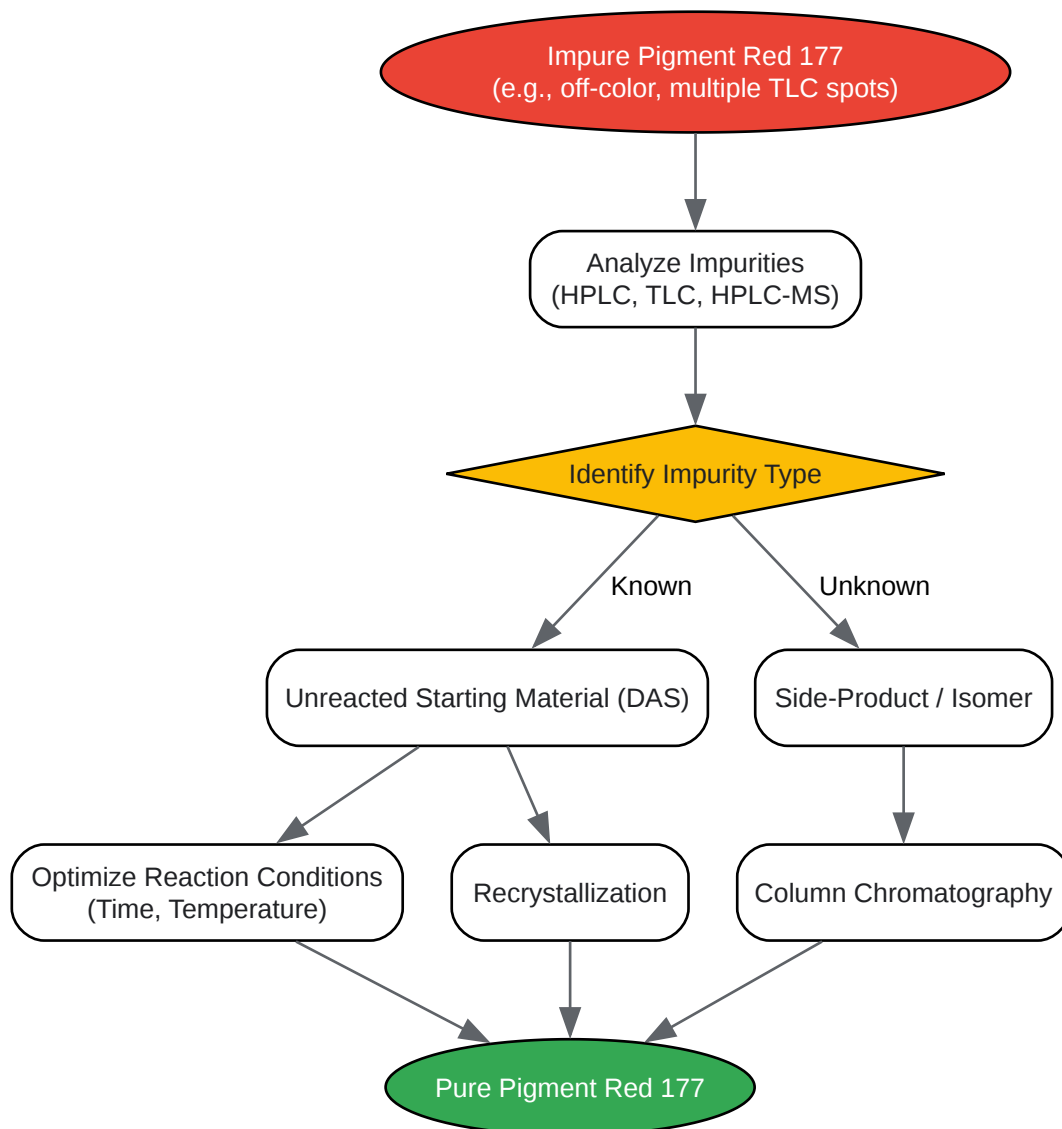 Impure Pigment Red 177
(e.g., off-color, multiple TLC spots)
Analyze Impurities
(HPLC, TLC, HPLC-MS)
Identify Impurity Type
Known
Unknown
Unreacted Starting Material (DAS)
Side-Product / Isomer
Optimize Reaction Conditions
(Time, Temperature)
Recrystallization
Column Chromatography
Pure Pigment Red 177